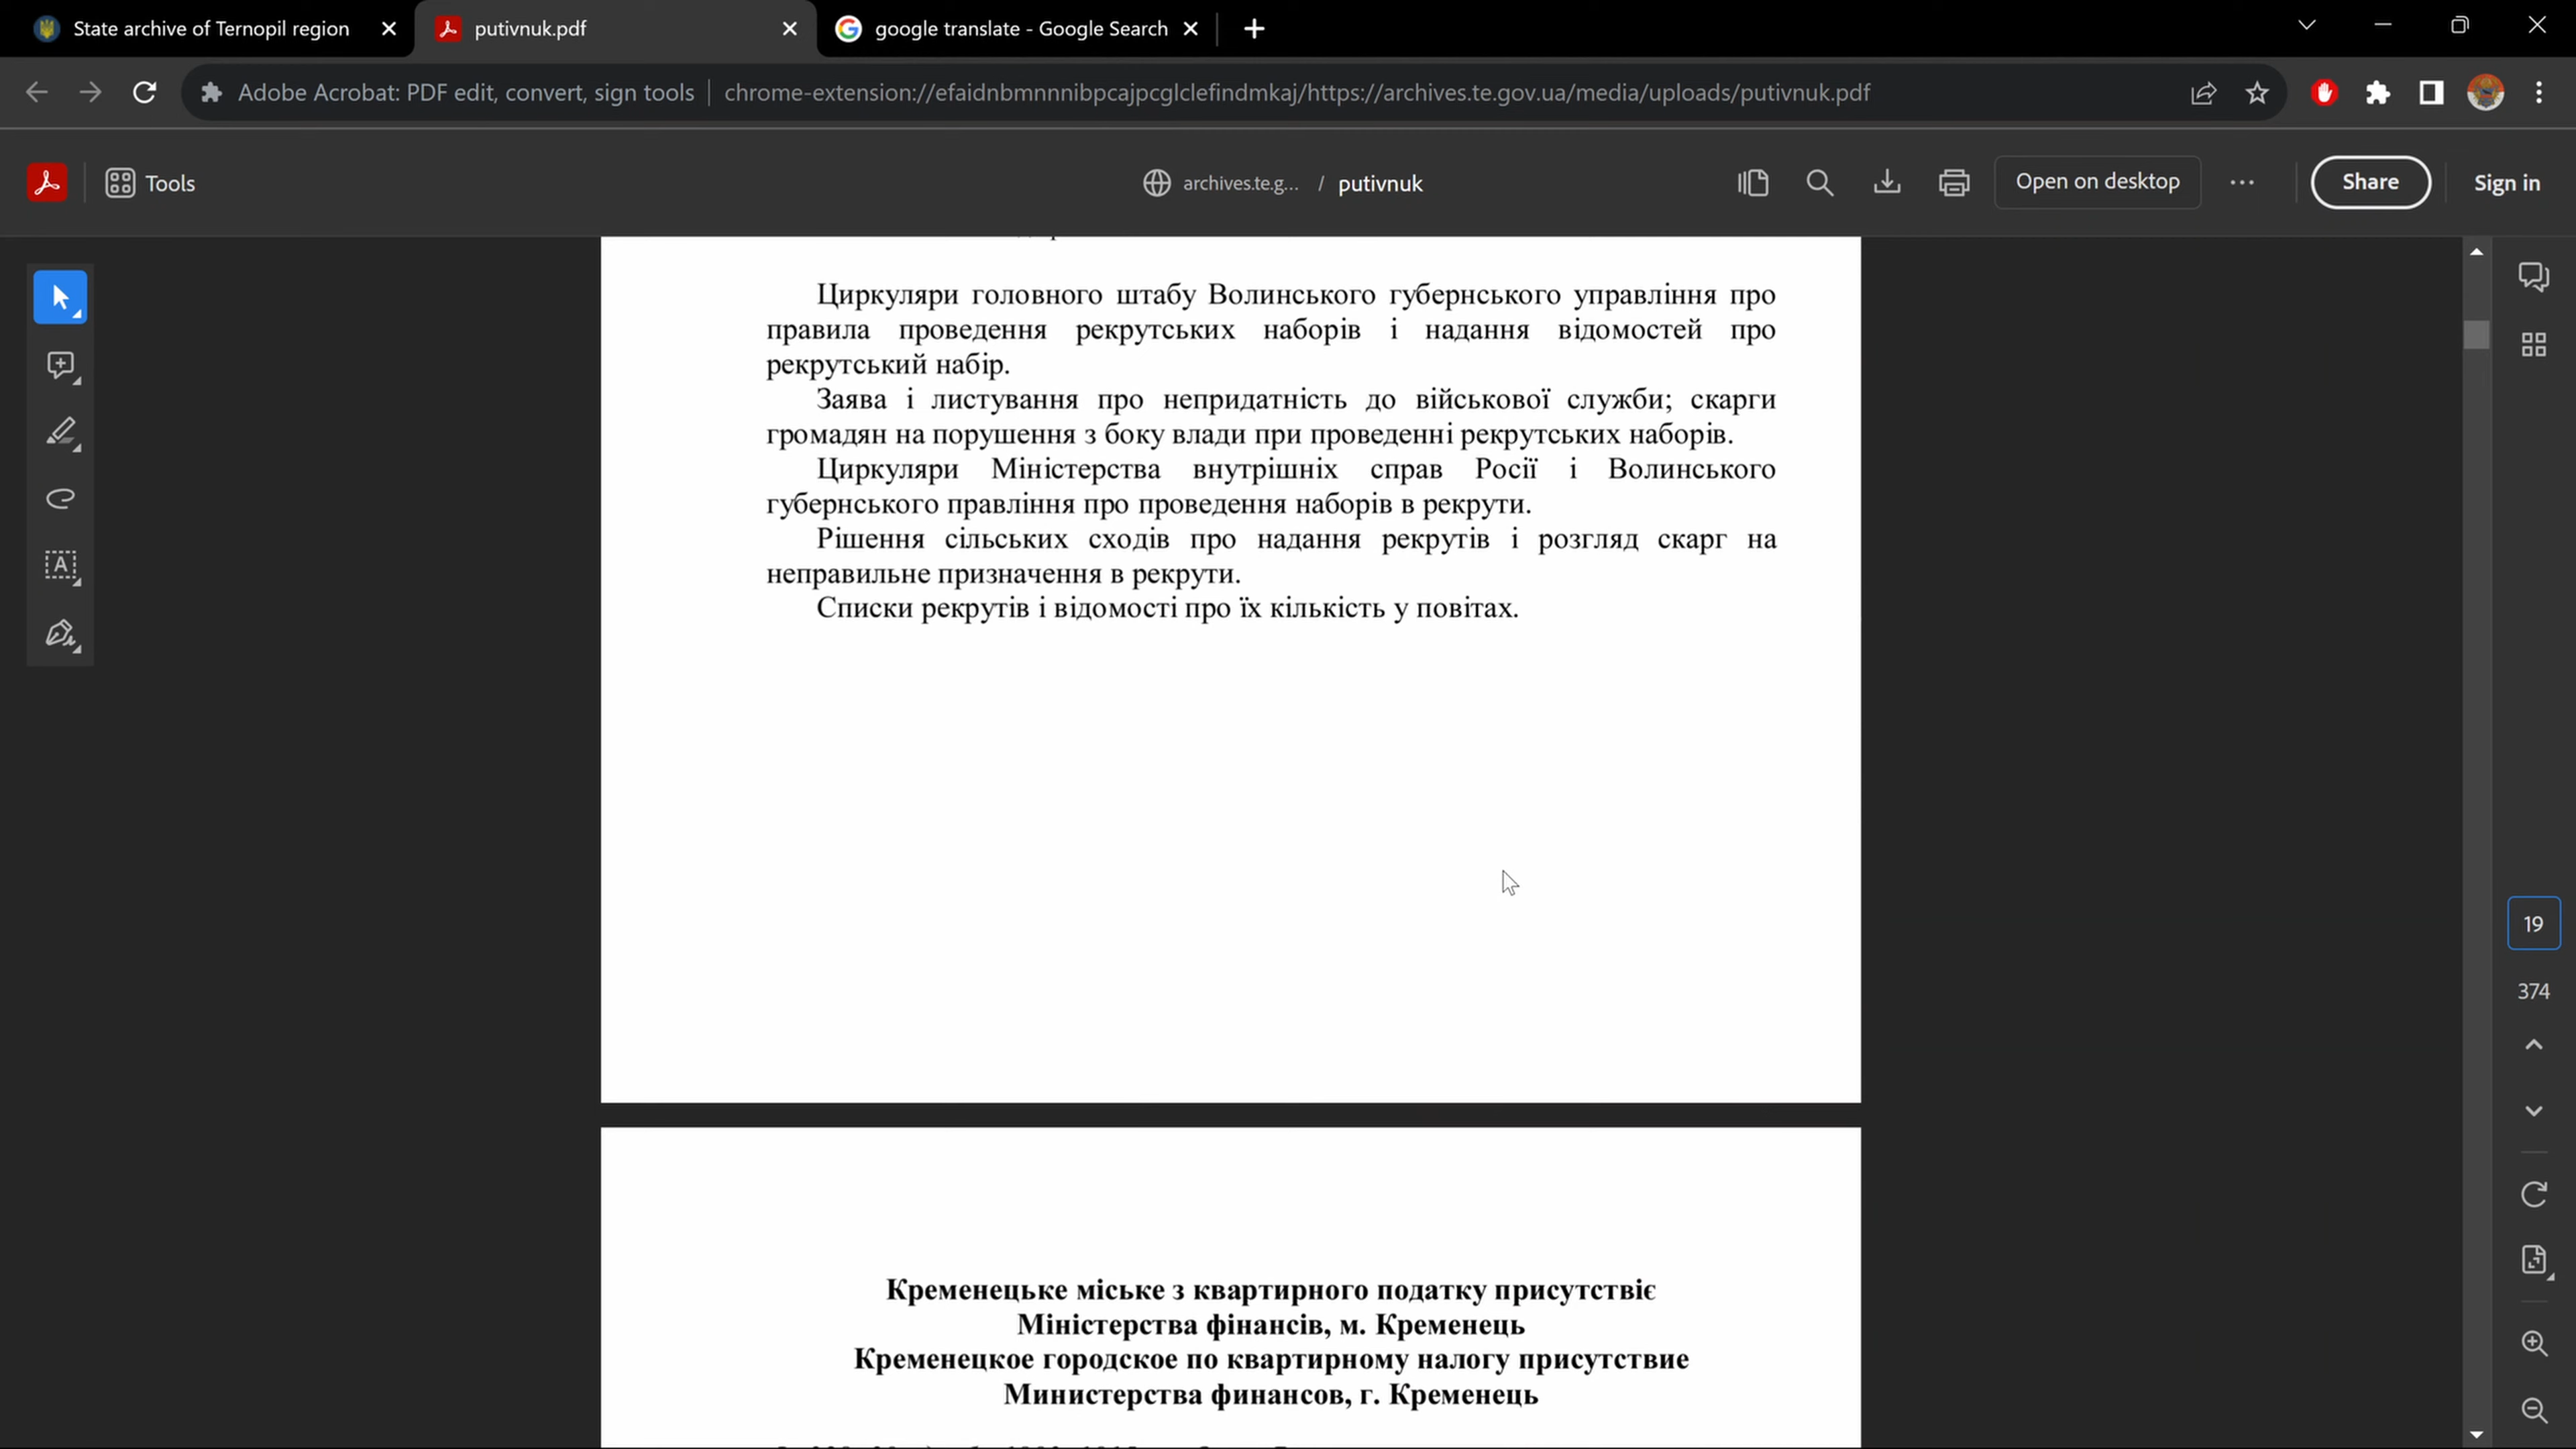 State archive of Ternopil region
putivnuk.pdf
google translate - Google Search
Adobe Acrobat: PDF edit, convert, sign tools
chrome-extension://efaidnbmnnnibpcajpcglclefindmkaj/https://archives.te.gov.ua/media/uploads/putivnuk.pdf
Tools
archives.te.g... / putivnuk
Open on desktop
Share
Sign in
Циркуляри головного штабу Волинського губернського управління про
правила проведення рекрутських наборів і надання відомостей про
рекрутський набір.
Заява і листування про непридатність до військової служби; скарги
громадян на порушення з боку влади при проведенні рекрутських наборів.
Циркуляри Міністерства внутрішніх справ Росії і Волинського
губернського правління про проведення наборів в рекрути.
Рішення сільських сходів про надання рекрутів і розгляд скарг на
неправильне призначення в рекрути.
Списки рекрутів і відомості про їх кількість у повітах.
19
374
Кременецьке міське з квартирного податку присутствіє
Міністерства фінансів, м. Кременець
Кременецкое городское по квартирному налогу присутствие
Министерства финансов, г. Кременець